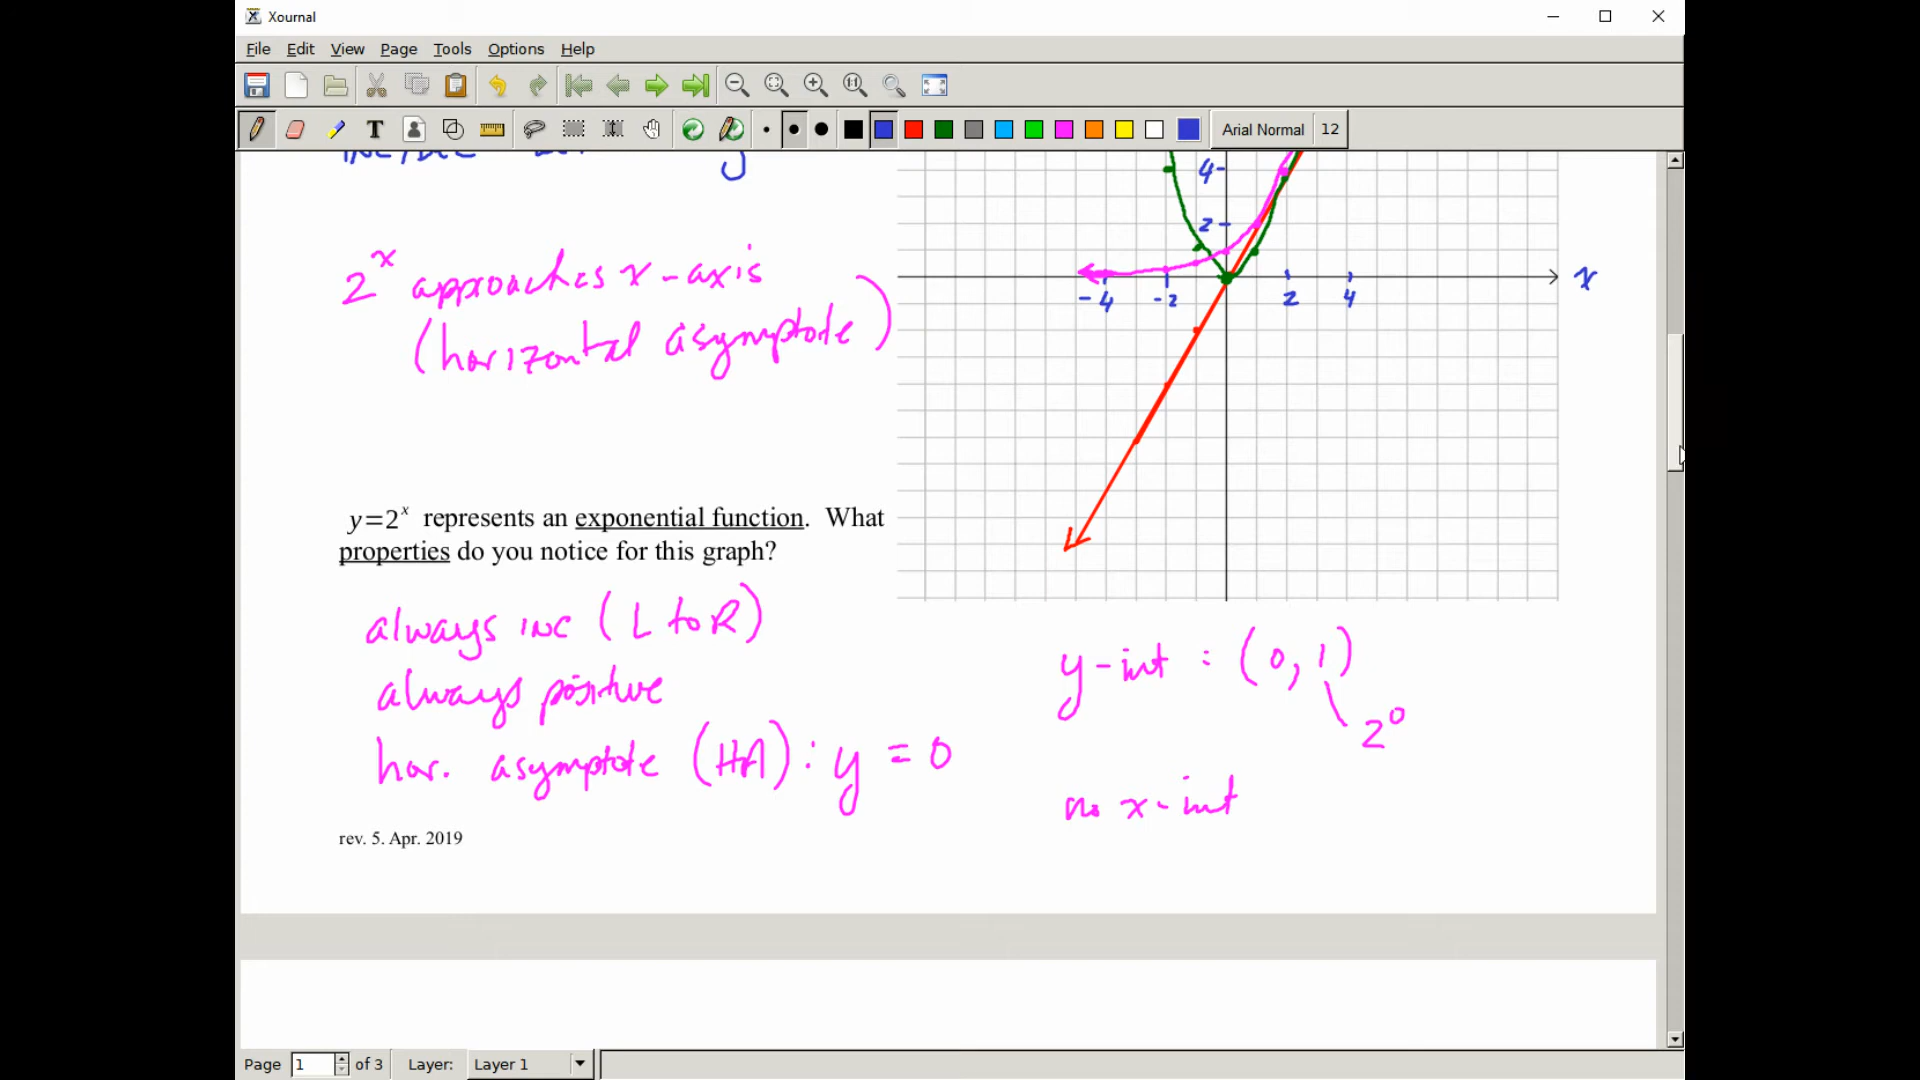 Xournal
File Edit View Page Tools Options Help
Arial Normal 12
2^x approaches x-axis
(horizontal asymptote)
4
2
-4 -2 2 4 x
y=2^x represents an exponential function. What
properties do you notice for this graph?
always inc (L to R)
always positive
hor. asymptote (HA): y = 0
y-int : (0, 1)
2^0
no x-int
rev. 5. Apr. 2019
Page 1 of 3 Layer: Layer 1